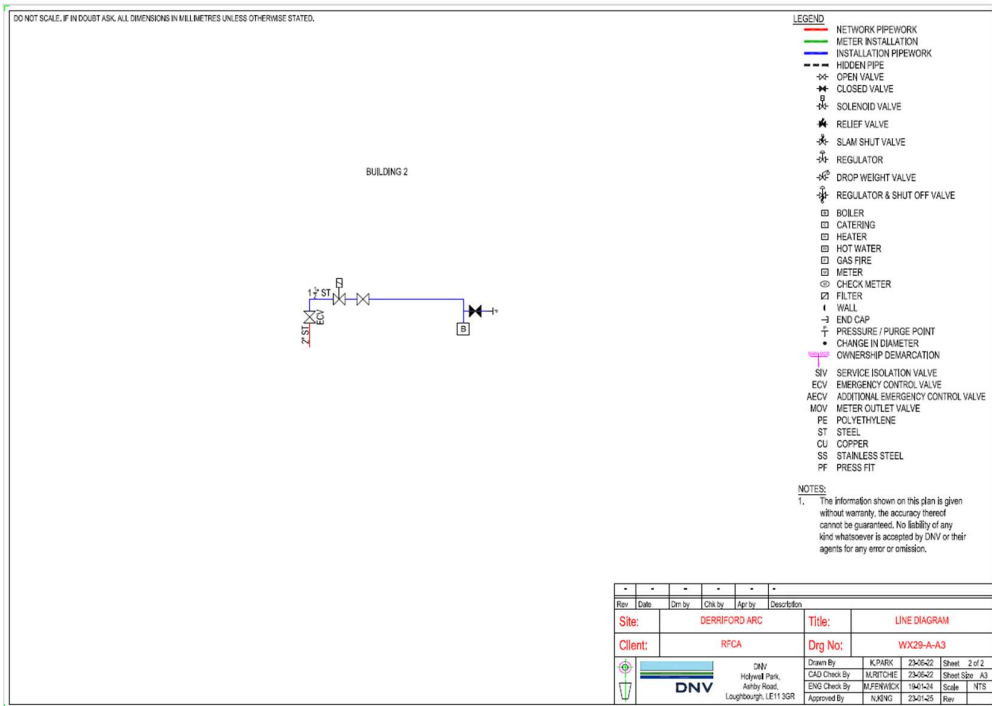 DO NOT SCALE. IF IN DOUBT ASK. ALL DIMENSIONS IN MILLIMETRES UNLESS OTHERWISE STATED.
BUILDING 2
1½" ST
ECV
2" ST
B
LEGEND
NETWORK PIPEWORK
METER INSTALLATION
INSTALLATION PIPEWORK
HIDDEN PIPE
OPEN VALVE
CLOSED VALVE
SOLENOID VALVE
RELIEF VALVE
SLAM SHUT VALVE
REGULATOR
DROP WEIGHT VALVE
REGULATOR & SHUT OFF VALVE
BOILER
CATERING
HEATER
HOT WATER
GAS FIRE
METER
CHECK METER
FILTER
WALL
END CAP
PRESSURE / PURGE POINT
CHANGE IN DIAMETER
OWNERSHIP DEMARCATION
SIV SERVICE ISOLATION VALVE
ECV EMERGENCY CONTROL VALVE
AECV ADDITIONAL EMERGENCY CONTROL VALVE
MOV METER OUTLET VALVE
PE POLYETHYLENE
ST STEEL
CU COPPER
SS STAINLESS STEEL
PF PRESS FIT
NOTES:
1. The information shown on this plan is given
without warranty, the accuracy thereof
cannot be guaranteed. No liability of any
kind whatsoever is accepted by DNV or their
agents for any error or omission.
- - - - - -
Rev Date Drn by Chk by Apr by Description
Site: DERRIFORD ARC Title: LINE DIAGRAM
Client: RFCA Drg No: WX29-A-A3
DNV
DNV
Holywell Park,
Ashby Road,
Loughbourgh, LE11 3GR
Drawn By K.PARK 23-06-22 Sheet 2 of 2
CAD Check By M.RITCHIE 23-06-22 Sheet Size A3
ENG Check By M.FENWICK 19-01-24 Scale NTS
Approved By N.KING 23-01-25 Rev